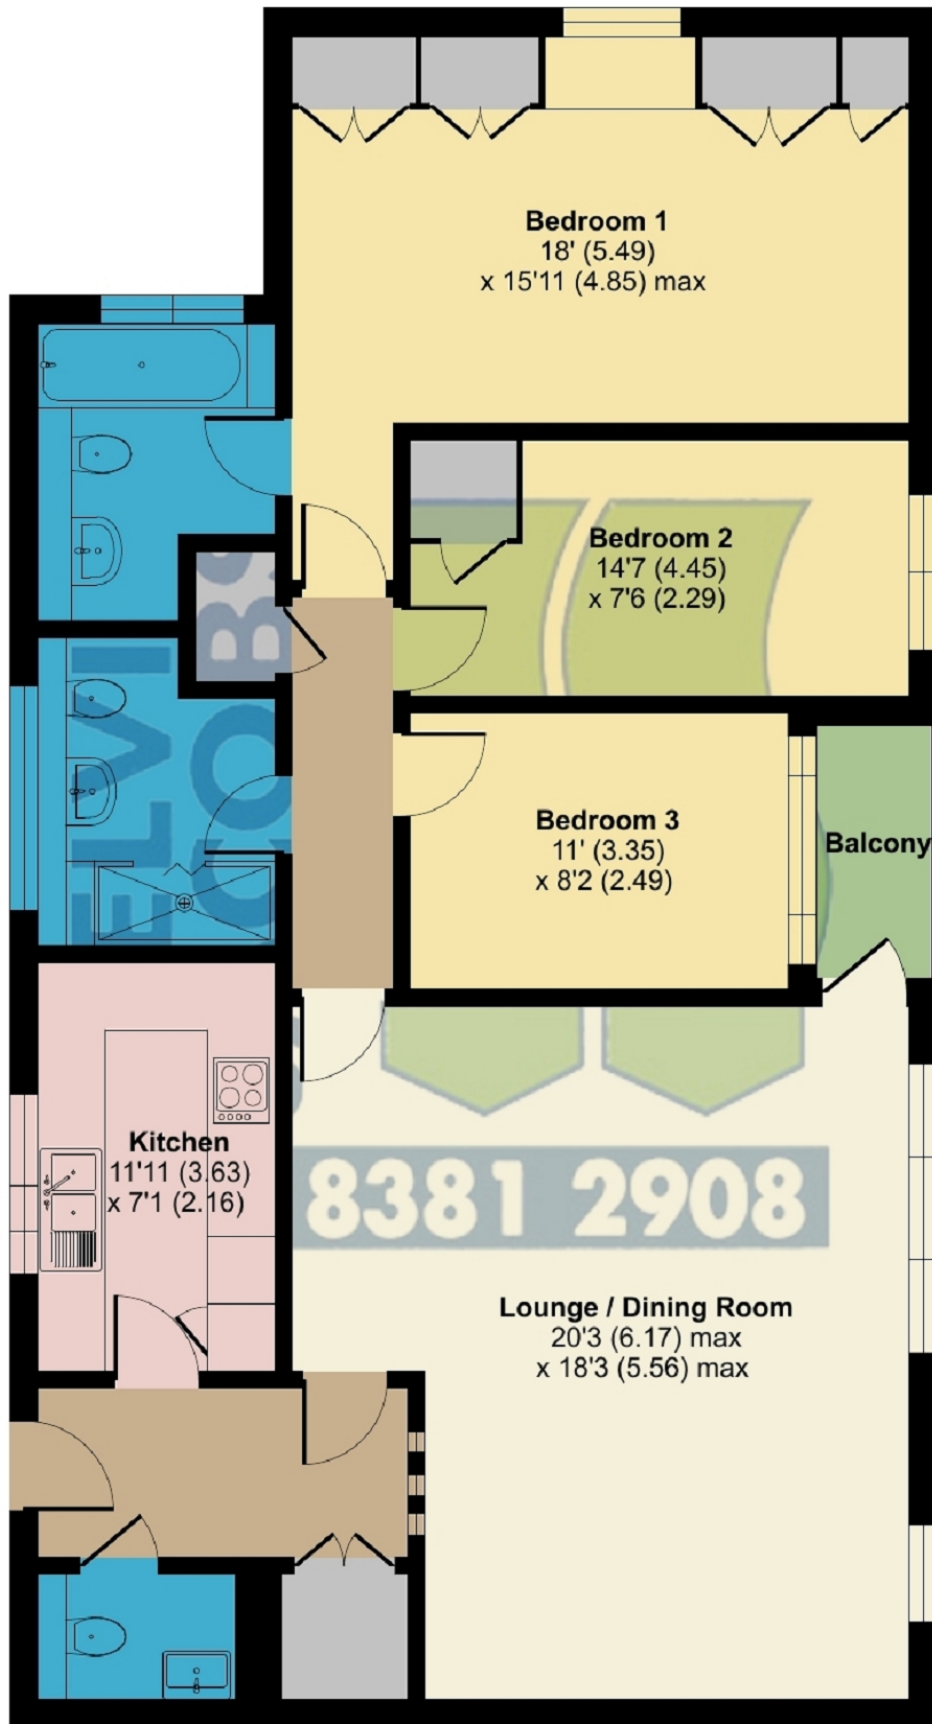 Bedroom 1
18' (5.49)
x 15'11 (4.85) max
Bedroom 2
14'7 (4.45)
x 7'6 (2.29)
Bedroom 3
11' (3.35)
x 8'2 (2.49)
Balcony
Kitchen
11'11 (3.63)
x 7'1 (2.16)
8381 2908
Lounge / Dining Room
20'3 (6.17) max
x 18'3 (5.56) max